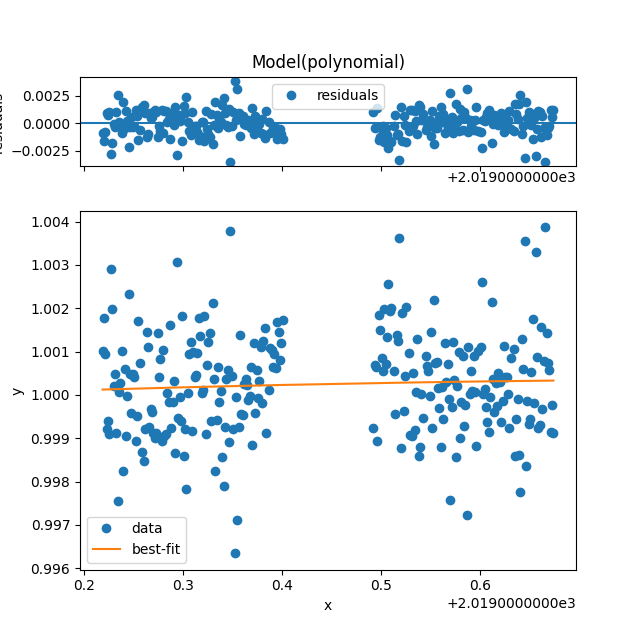 Model(polynomial)
0.0025
0.0000
−0.0025
residuals
+2.0190000000e3
1.004
1.003
1.002
1.001
1.000
0.999
0.998
0.997
0.996
y
data
best-fit
0.2 0.3 0.4 0.5 0.6
x
+2.0190000000e3